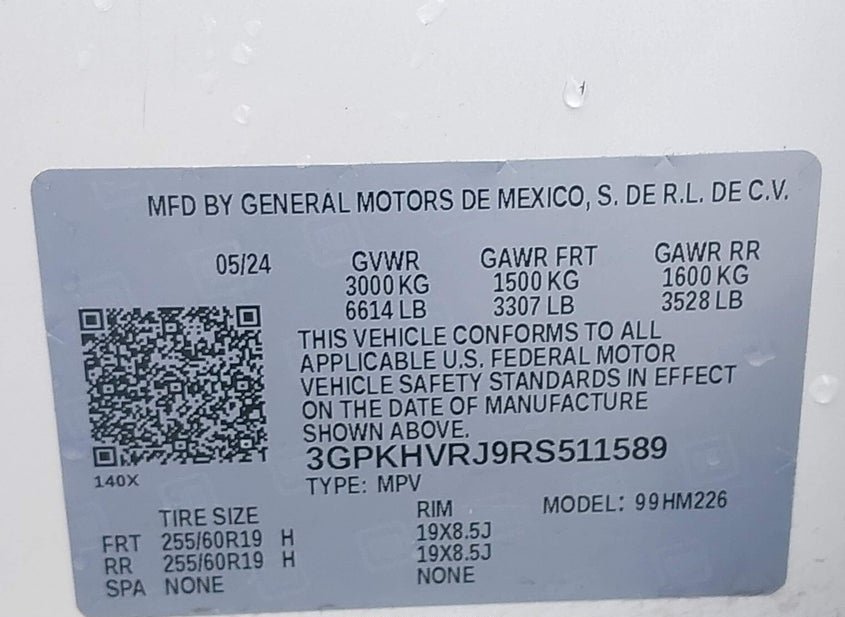 MFD BY GENERAL MOTORS DE MEXICO, S. DE R.L. DE C.V.
05/24 GVWR GAWR FRT GAWR RR
3000 KG 1500 KG 1600 KG
6614 LB 3307 LB 3528 LB
THIS VEHICLE CONFORMS TO ALL
APPLICABLE U.S. FEDERAL MOTOR
VEHICLE SAFETY STANDARDS IN EFFECT
ON THE DATE OF MANUFACTURE
SHOWN ABOVE.
3GPKHVRJ9RS511589
140X
TYPE: MPV
TIRE SIZE RIM MODEL: 99HM226
FRT 255/60R19 H 19X8.5J
RR 255/60R19 H 19X8.5J
SPA NONE NONE